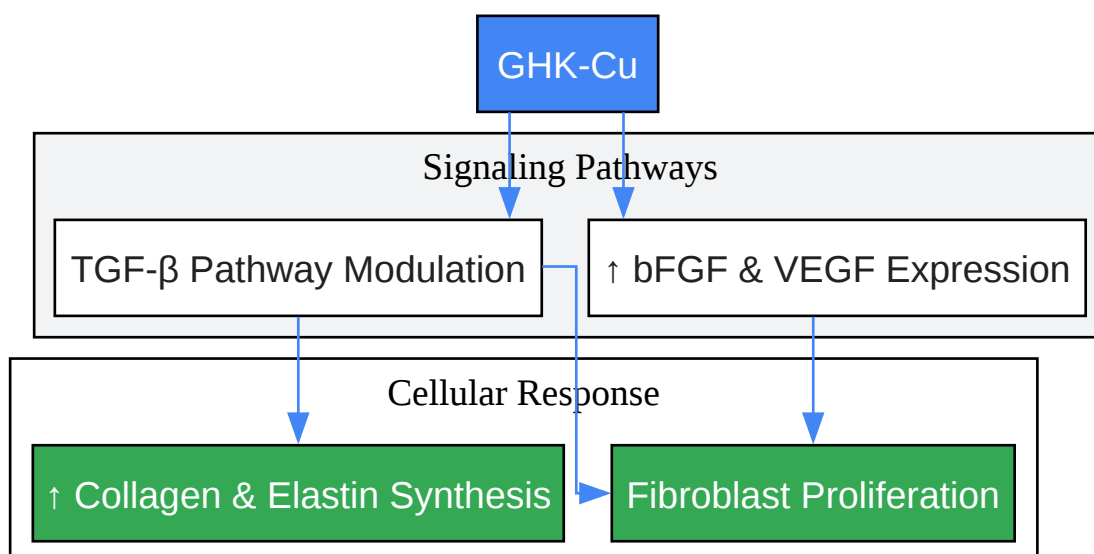 GHK-Cu
Signaling Pathways
TGF-β Pathway Modulation
↑ bFGF & VEGF Expression
Cellular Response
↑ Collagen & Elastin Synthesis
Fibroblast Proliferation